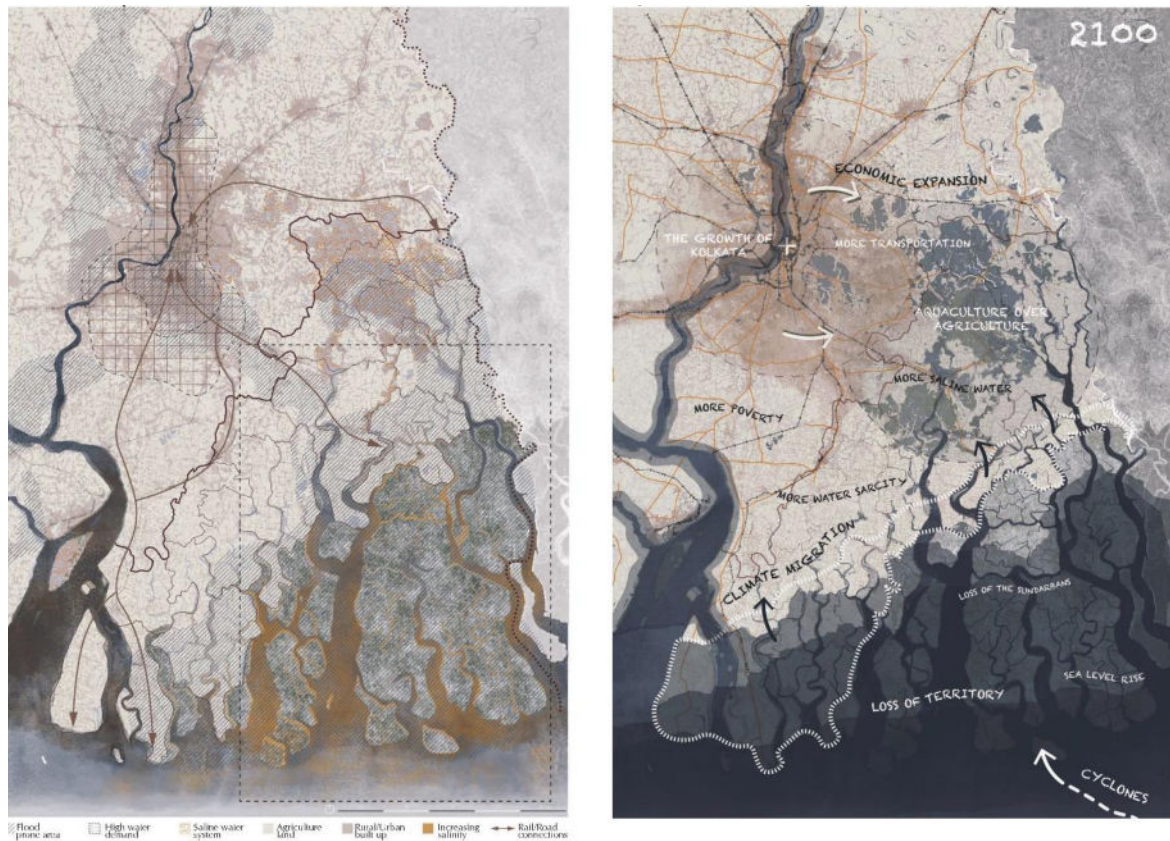 Flood
prone area
High water
demand
Saline water
system
Agriculture
land
Rural/Urban
built up
Increasing
salinity
Rail/Road
connections
2100
ECONOMIC EXPANSION
THE GROWTH OF
KOLKATA
MORE TRANSPORTATION
AQUACULTURE OVER
AGRICULTURE
MORE SALINE WATER
MORE POVERTY
MORE WATER SARCITY
CLIMATE MIGRATION
LOSS OF THE SUNDARBANS
SEA LEVEL RISE
LOSS OF TERRITORY
CYCLONES